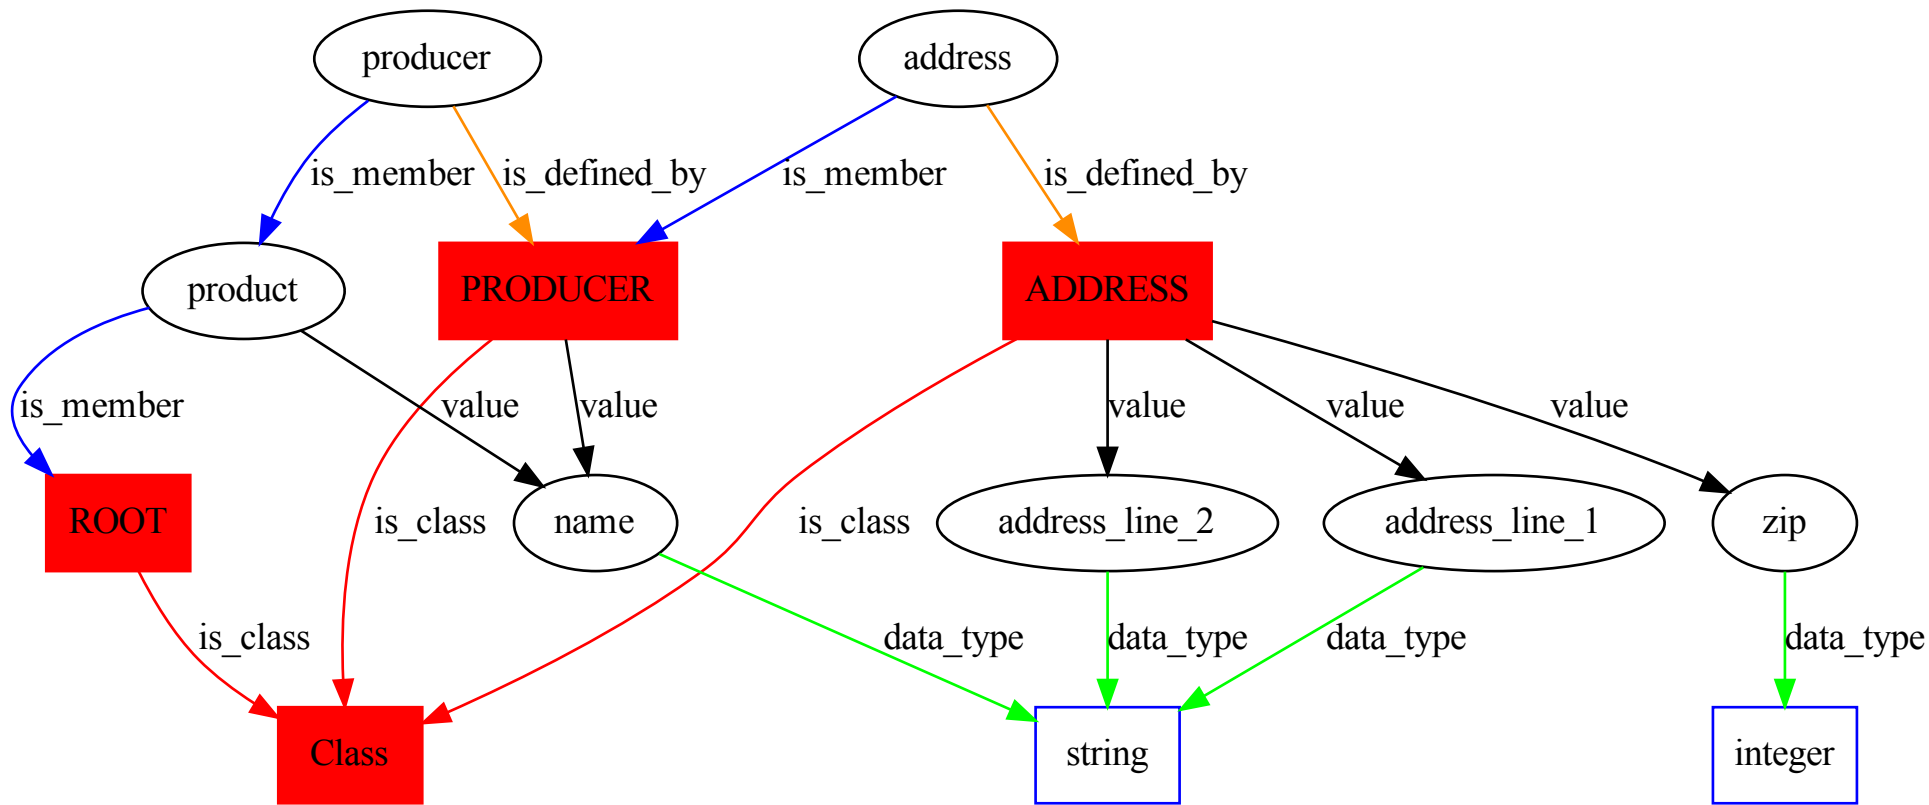 producer
address
is_member
is_defined_by
is_member
is_defined_by
product
PRODUCER
ADDRESS
is_member
value
value
value
value
value
ROOT
is_class
name
is_class
address_line_2
address_line_1
zip
is_class
data_type
data_type
data_type
data_type
Class
string
integer